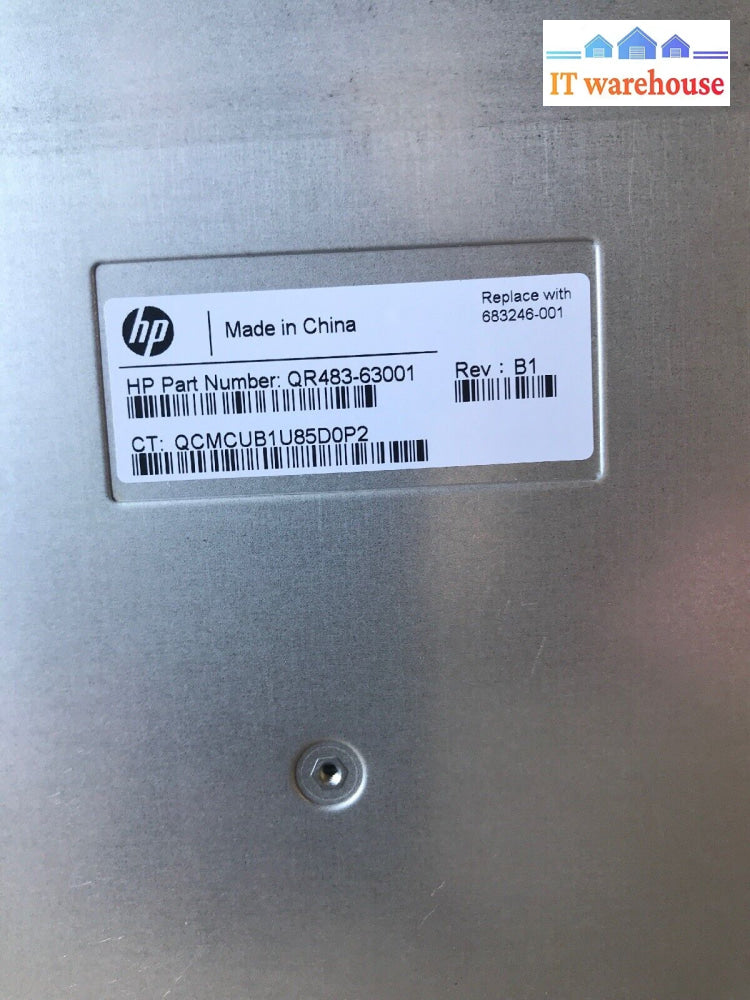 IT warehouse
hp
Made in China
Replace with
683246-001
HP Part Number: QR483-63001
Rev : B1
CT: QCMCUB1U85D0P2